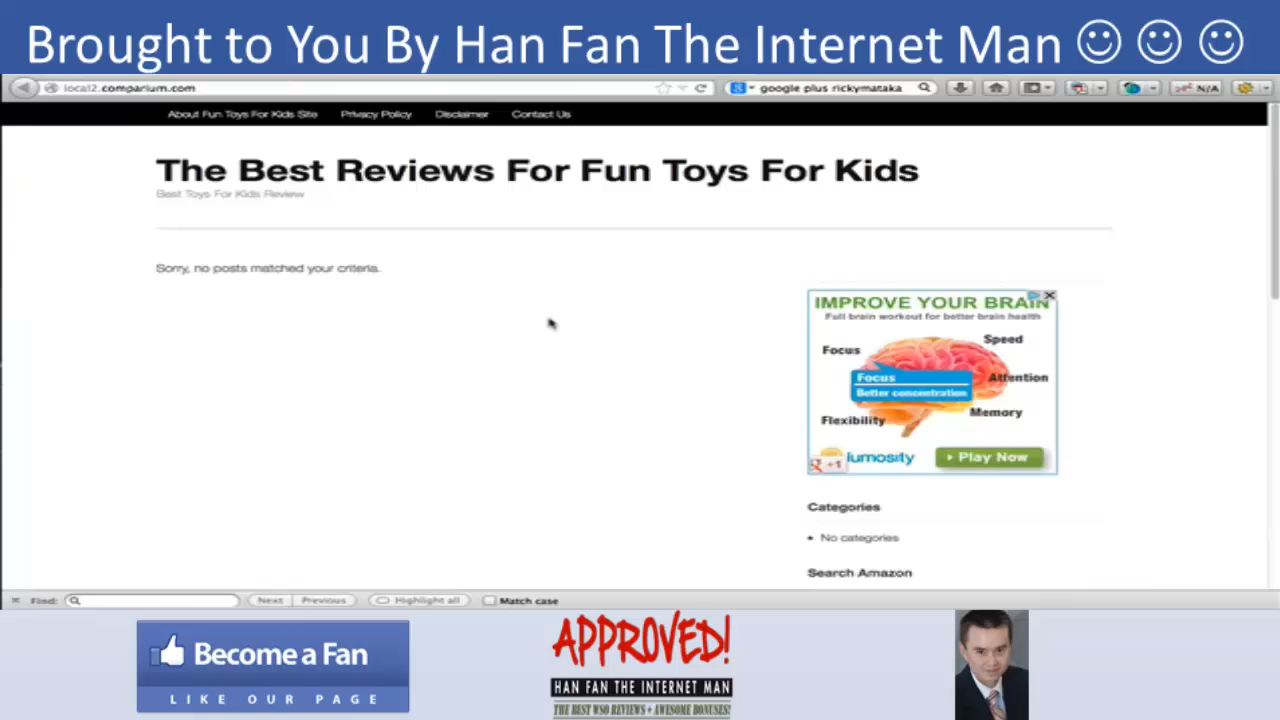 Brought to You By Han Fan The Internet Man ☺ ☺ ☺
local2.comparium.com
google plus rickymataka
N/A
About Fun Toys For Kids Site Privacy Policy Disclaimer Contact Us
The Best Reviews For Fun Toys For Kids
Best Toys For Kids Review
Sorry, no posts matched your criteria.
IMPROVE YOUR BRAIN
Full brain workout for better brain health
Speed
Focus
Focus
Attention
Better concentration
Memory
Flexibility
lumosity
Play Now
+1
Categories
• No categories
Search Amazon
Find: Next Previous Highlight all Match case
Become a Fan
LIKE OUR PAGE
APPROVED!
HAN FAN THE INTERNET MAN
THE BEST WSO REVIEWS + AWESOME BONUSES!